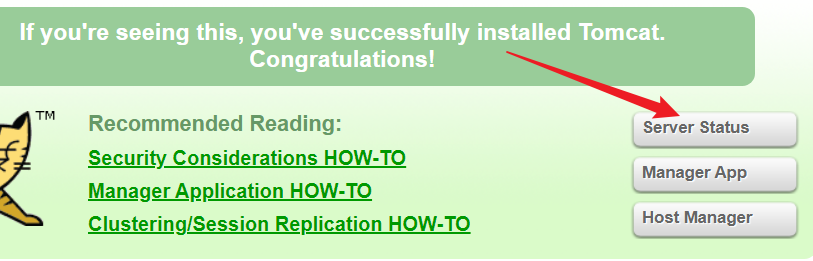 If you're seeing this, you've successfully installed Tomcat.
Congratulations!
TM
Recommended Reading:
Security Considerations HOW-TO
Manager Application HOW-TO
Clustering/Session Replication HOW-TO
Server Status
Manager App
Host Manager